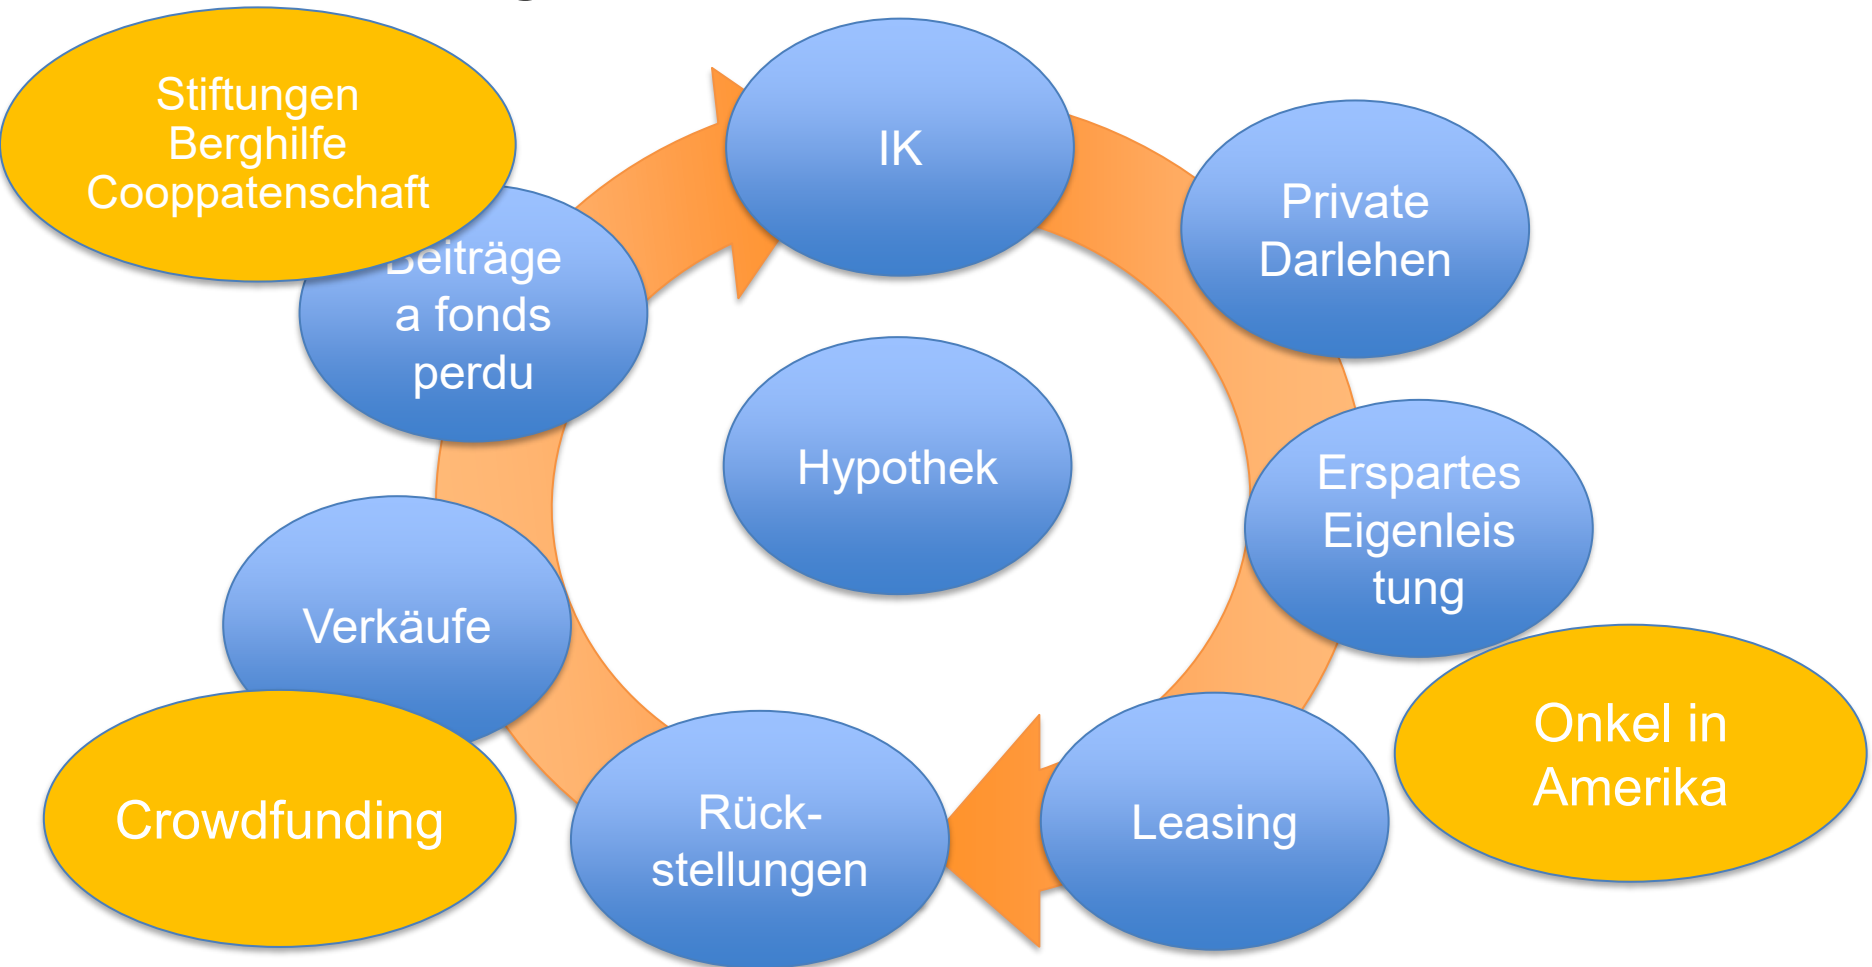 Stiftungen
Berghilfe
Cooppatenschaft
IK
Private
Darlehen
a fonds
perdu
Hypothek
Erspartes
Eigenleis
tung
Verkäufe
Onkel in
Amerika
Crowdfunding
Rück-
stellungen
Leasing